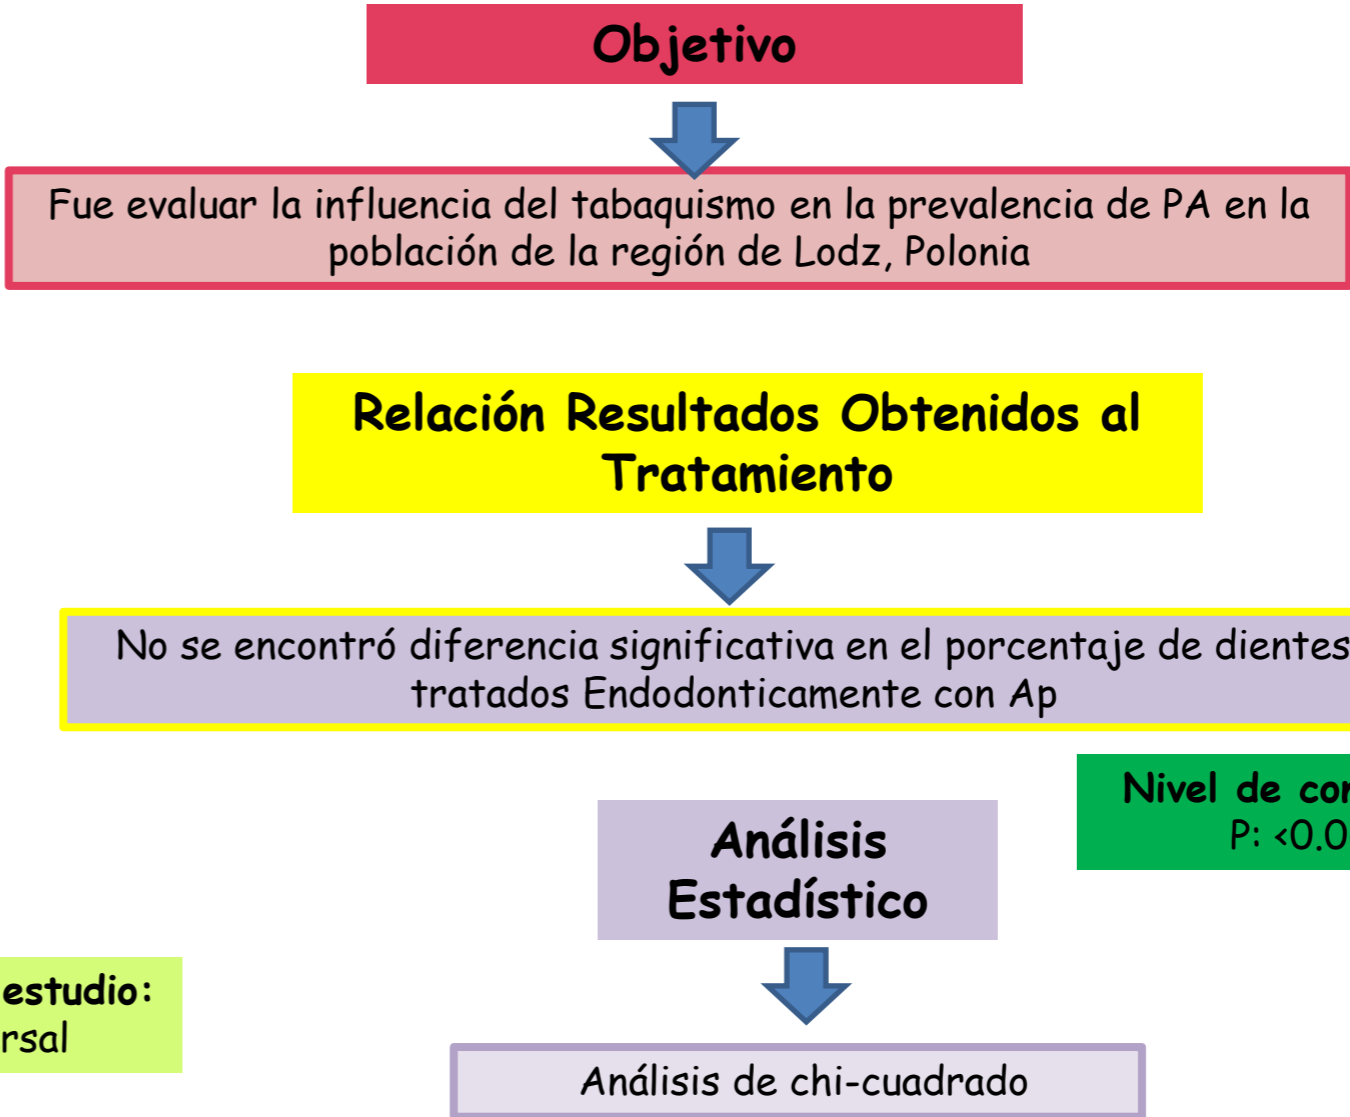 Objetivo
Fue evaluar la influencia del tabaquismo en la prevalencia de PA en la
población de la región de Lodz, Polonia
Relación Resultados Obtenidos al
Tratamiento
No se encontró diferencia significativa en el porcentaje de dientes
tratados Endodonticamente con Ap
Nivel de
P: <0.0
Análisis
Estadístico
estudio:
rsal
Análisis de chi-cuadrado